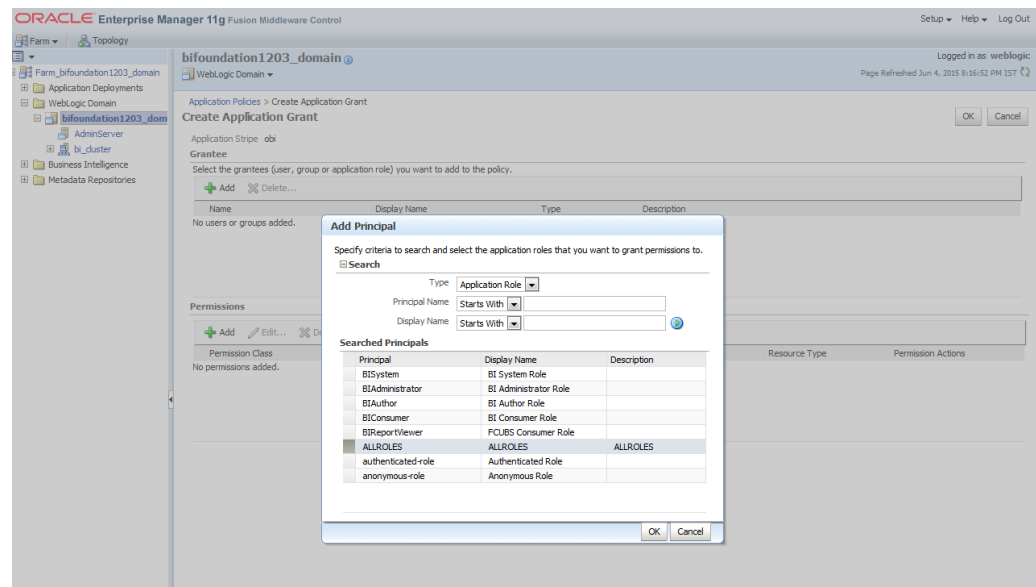 ORACLE Enterprise Manager 11g Fusion Middleware Control
Setup Help Log Out
Farm Topology
bifoundation1203_domain
Logged in as weblogic
WebLogic Domain
Page Refreshed Jun 4, 2015 8:16:52 PM IST
Farm_bifoundation1203_domain
Application Deployments
WebLogic Domain
bifoundation1203_dom
AdminServer
bi_cluster
Business Intelligence
Metadata Repositories
Application Policies > Create Application Grant
Create Application Grant
OK Cancel
Application Stripe obi
Grantee
Select the grantees (user, group or application role) you want to add to the policy.
Add Delete...
Name Display Name Type Description
No users or groups added.
Permissions
Add Edit... D
Permission Class Resource Type Permission Actions
No permissions added.
Add Principal
Specify criteria to search and select the application roles that you want to grant permissions to.
Search
Type Application Role
Principal Name Starts With
Display Name Starts With
Searched Principals
Principal Display Name Description
BISystem BI System Role
BIAdministrator BI Administrator Role
BIAuthor BI Author Role
BIConsumer BI Consumer Role
BIReportViewer FCUBS Consumer Role
ALLROLES ALLROLES ALLROLES
authenticated-role Authenticated Role
anonymous-role Anonymous Role
OK Cancel